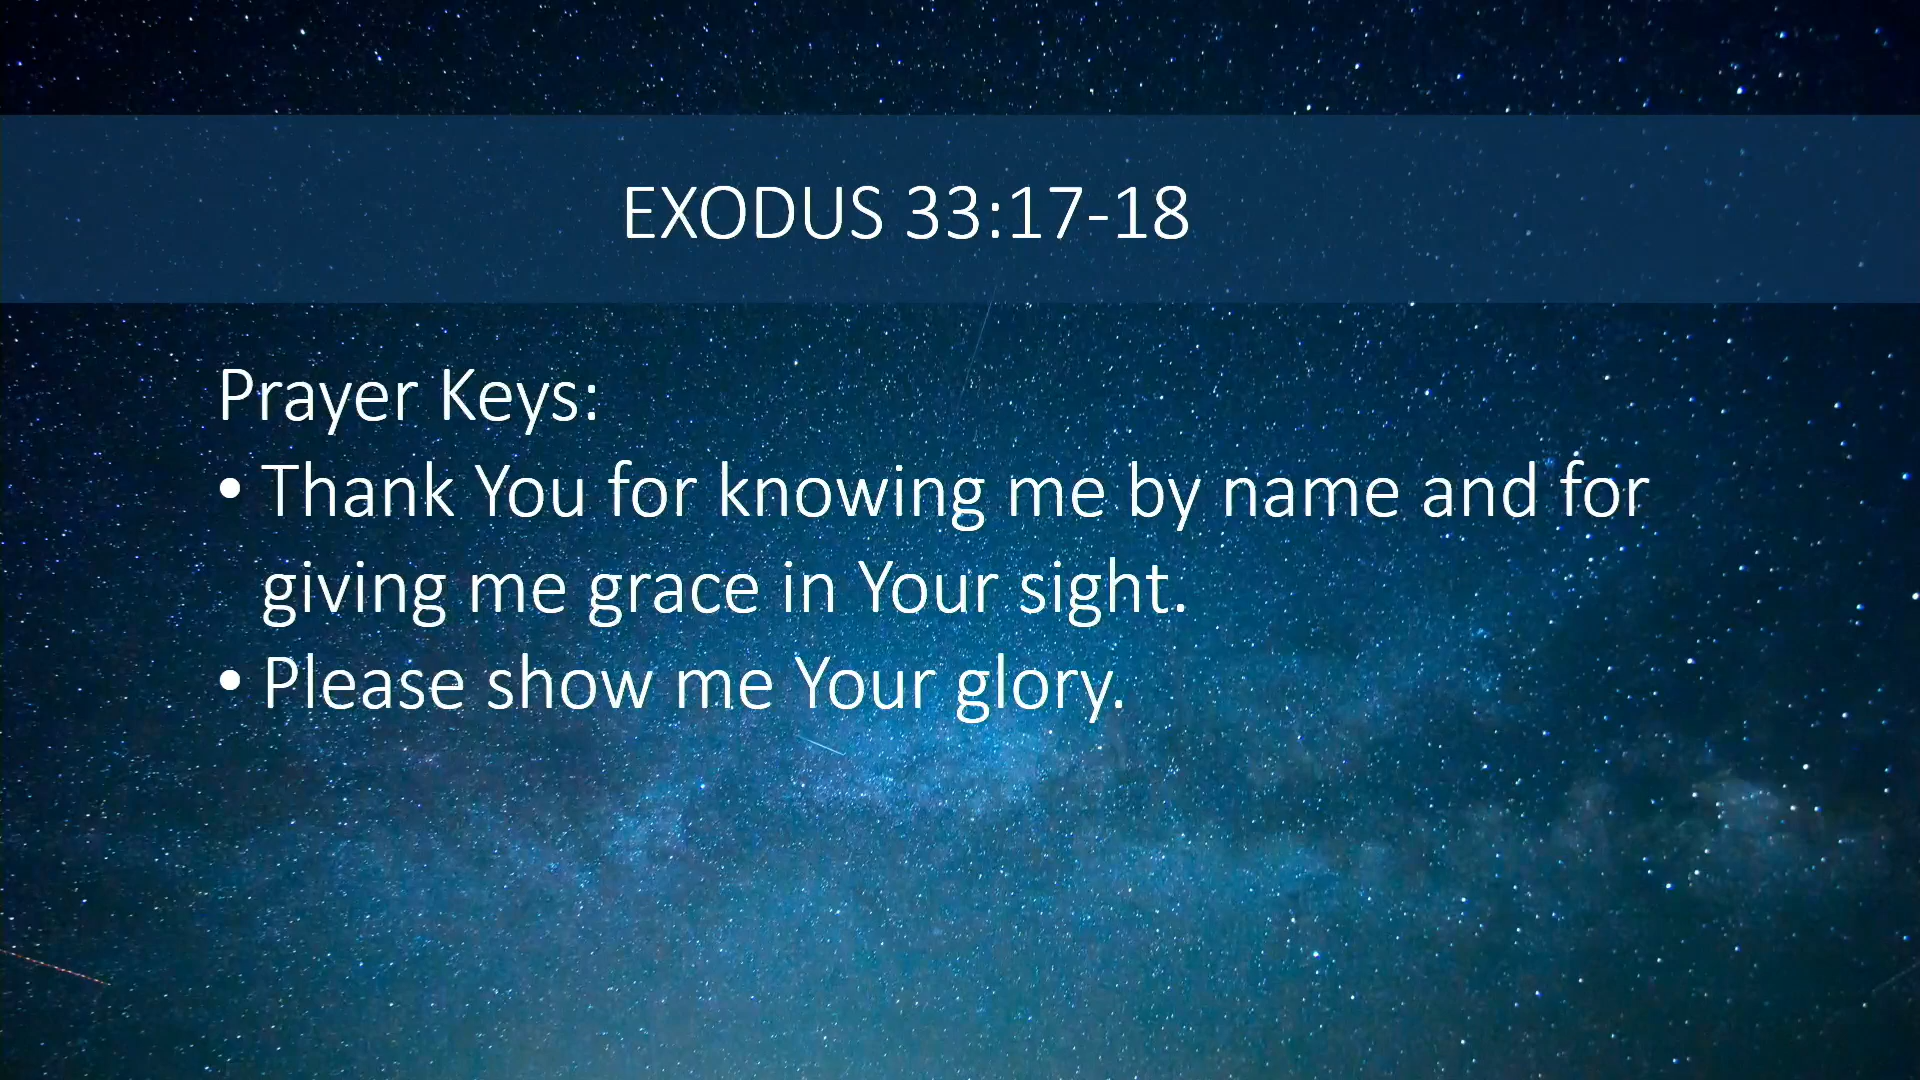 EXODUS 33:17-18
Prayer Keys:
• Thank You for knowing me by name and for
giving me grace in Your sight.
• Please show me Your glory.